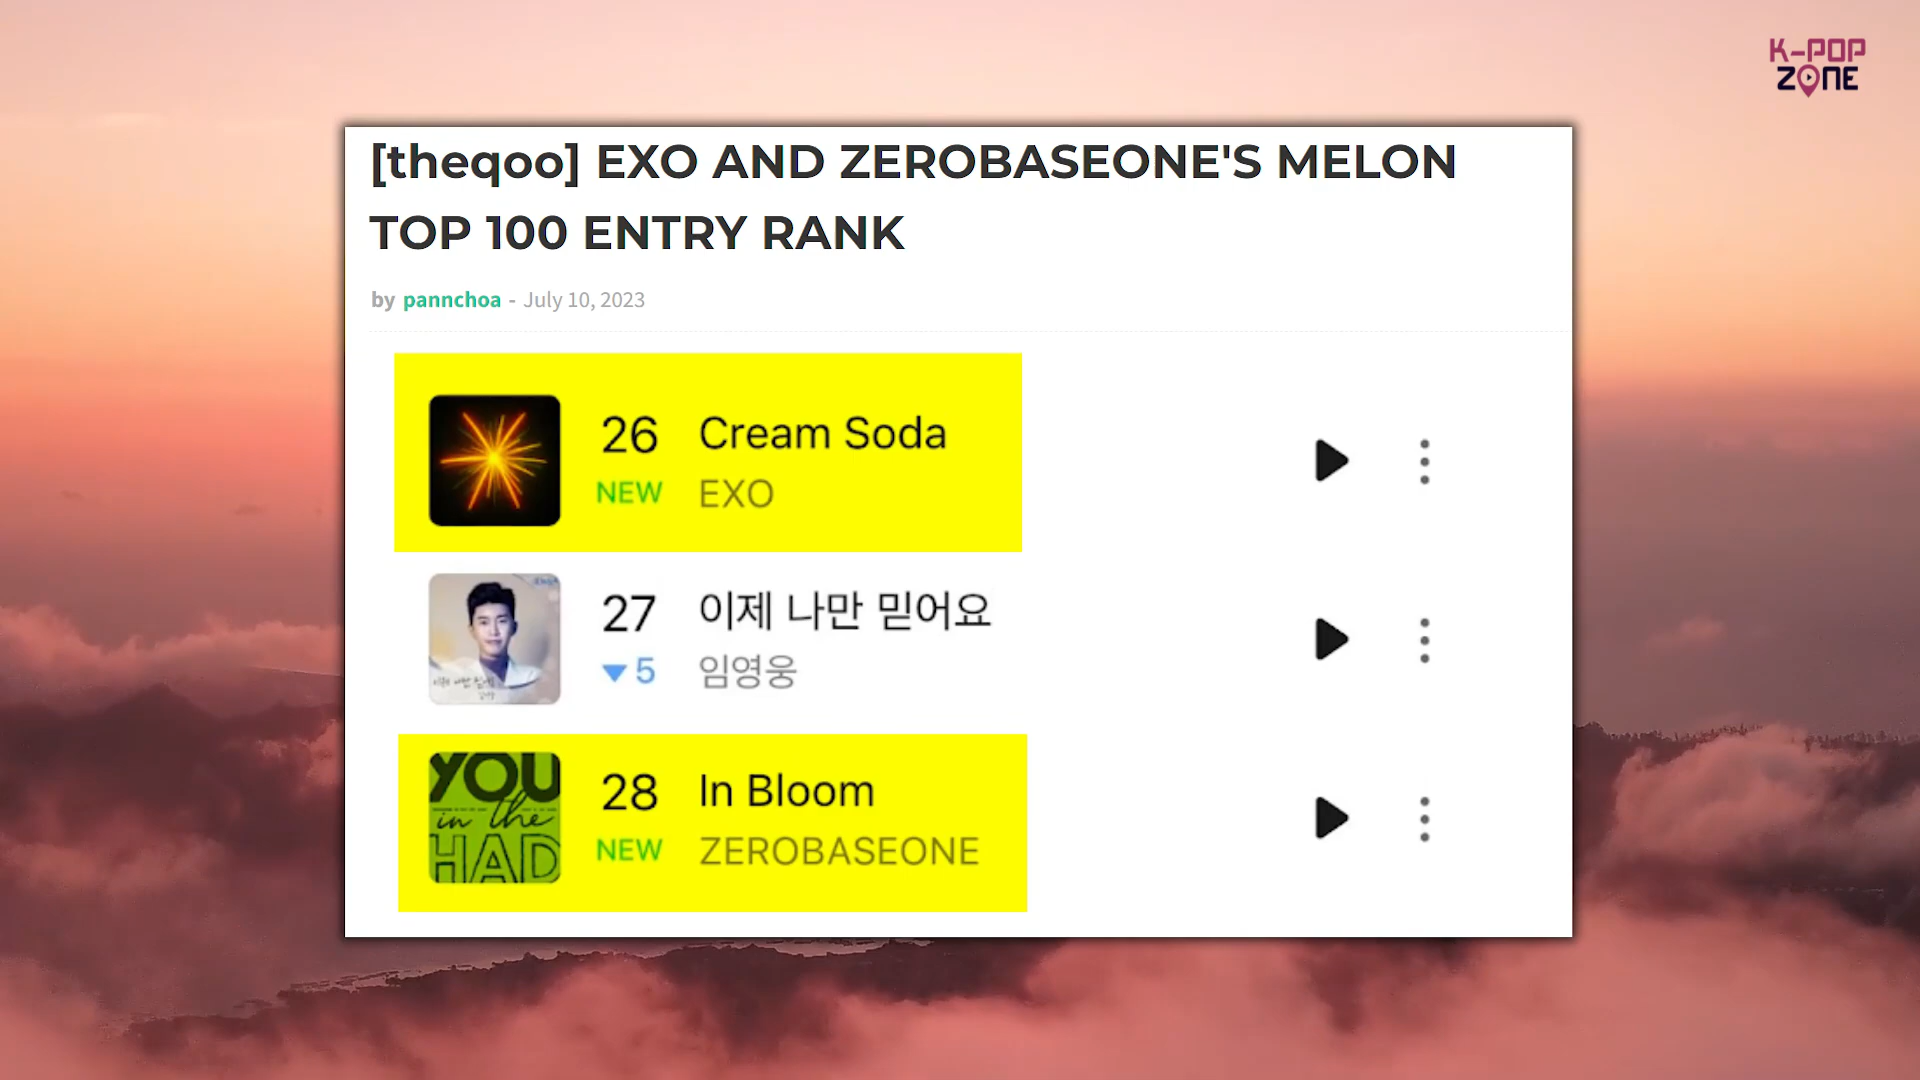 K-POP
ZONE
[theqoo] EXO AND ZEROBASEONE'S MELON
TOP 100 ENTRY RANK
by pannchoa - July 10, 2023
26 Cream Soda
NEW EXO
27 이제 나만 믿어요
▼5 임영웅
YOU
in the
HAD
28 In Bloom
NEW ZEROBASEONE